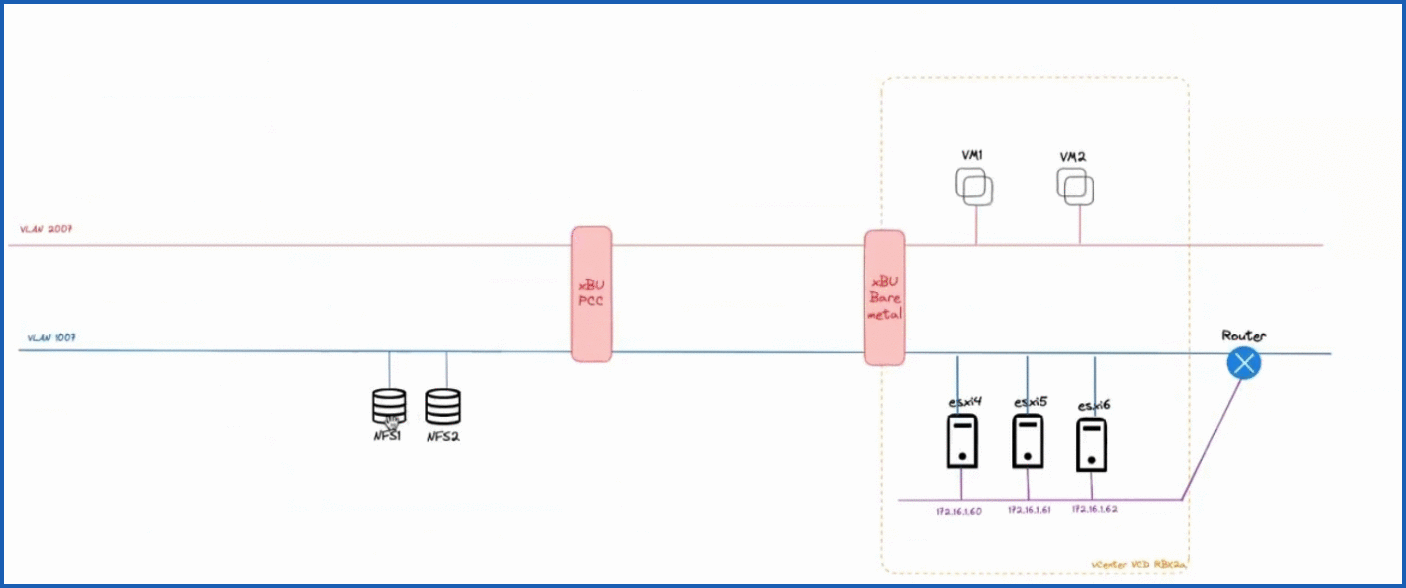 VM1
VM2
VLAN 2007
xBU
PCC
xBU
Bare
metal
VLAN 1007
Router
esxi4
esxi5
esxi6
NFS1
NFS2
172.16.1.60
172.16.1.61
172.16.1.62
vCenter VCD RBX2a